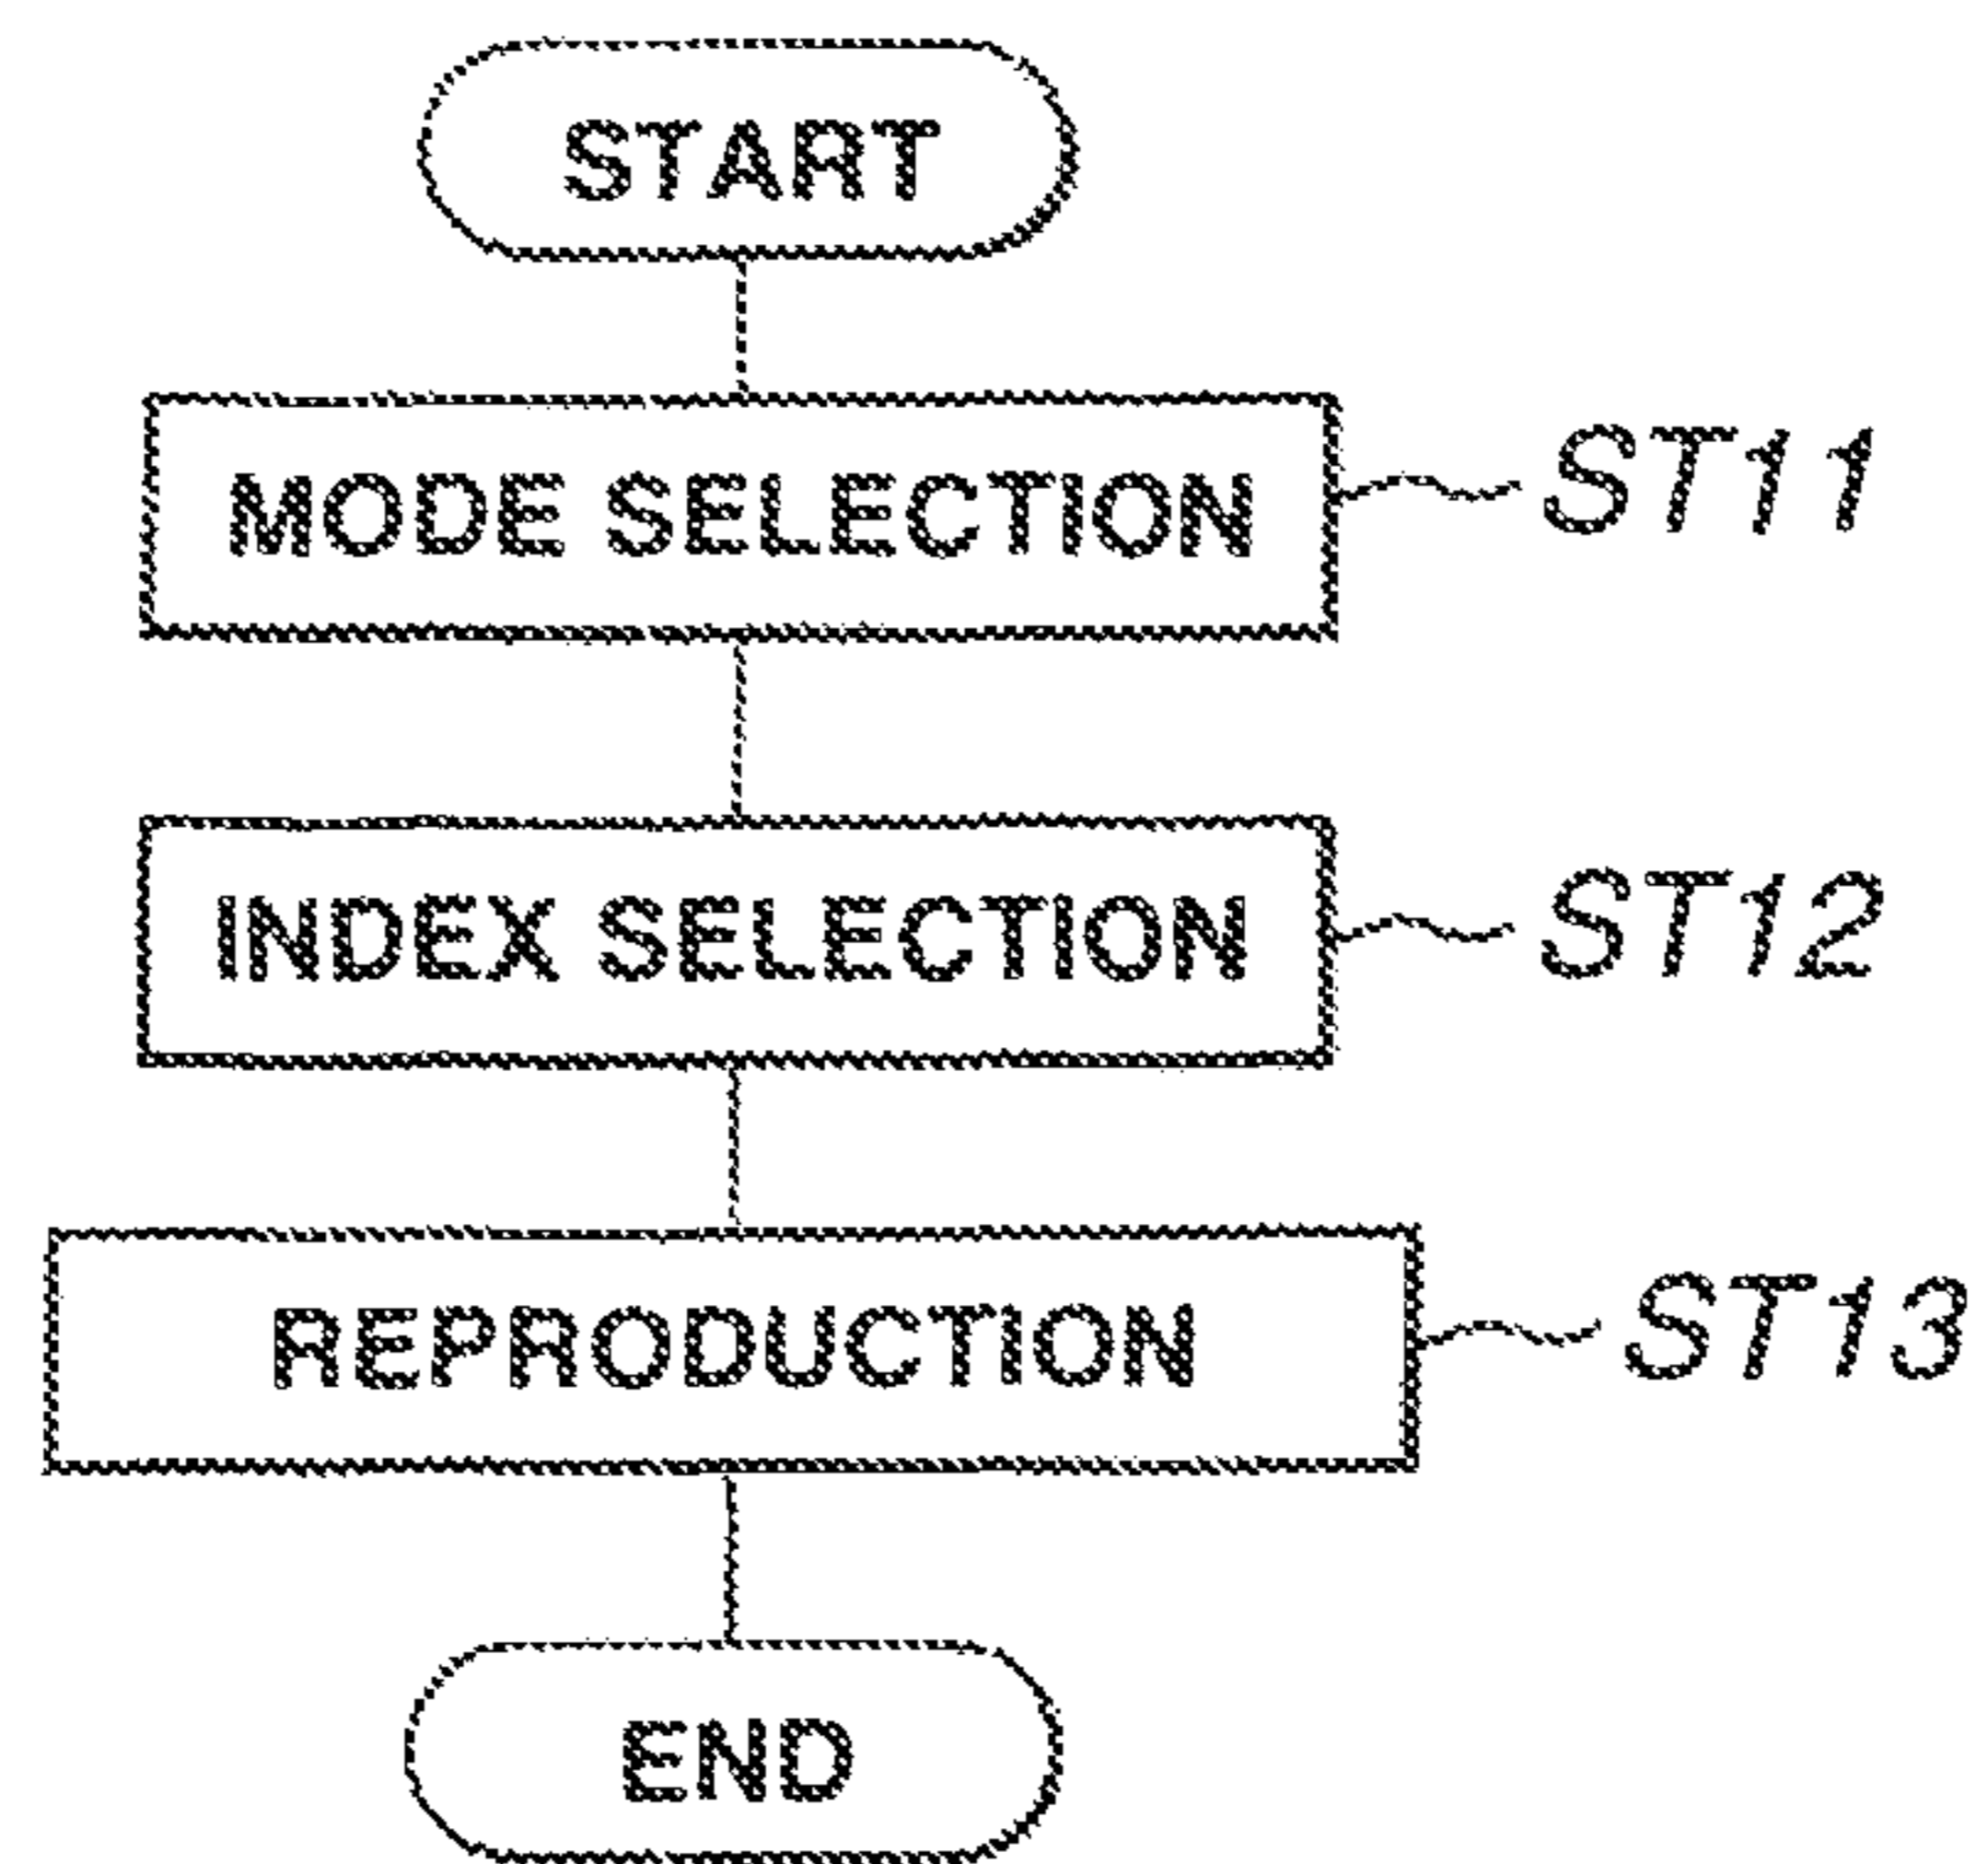 START
MODE SELECTION
ST11
INDEX SELECTION
ST12
REPRODUCTION
ST13
END